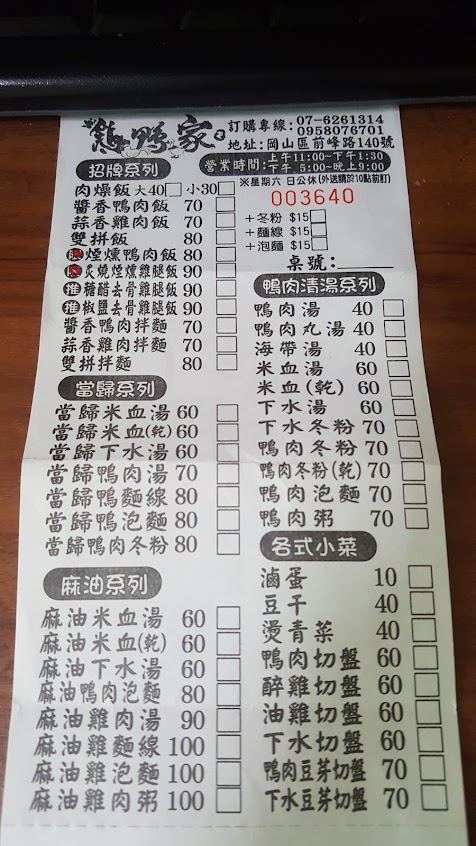 雞鴨家
訂購專線:07-6261314
0958076701
地址:岡山區前峰路140號
營業時間:上午11:00~下午1:30
下午 5:00~晚上9:00
※星期六 日公休(外送請於10點前訂)
003640
招牌系列
肉燥飯 大40 小30
醬香鴨肉飯 70
蒜香雞肉飯 70
雙拼飯 80
煙燻鴨肉飯 80
炙燒煙燻雞腿飯 90
推 糖醋去骨雞腿飯 90
推 椒鹽去骨雞腿飯 90
醬香鴨肉拌麵 70
蒜香雞肉拌麵 70
雙拼拌麵 80
當歸系列
當歸米血湯 60
當歸米血(乾) 60
當歸下水湯 60
當歸鴨肉湯 70
當歸鴨麵線 80
當歸鴨泡麵 80
當歸鴨肉冬粉 80
麻油系列
麻油米血湯 60
麻油米血(乾) 60
麻油下水湯 60
麻油鴨肉泡麵 80
麻油雞肉湯 90
麻油雞麵線 100
麻油雞泡麵 100
麻油雞肉粥 100
+冬粉 $15
+麵線 $15
+泡麵 $15
桌號:
鴨肉清湯系列
鴨肉湯 40
鴨肉丸湯 40
海帶湯 40
米血湯 60
米血(乾) 60
下水湯 60
下水冬粉 70
鴨肉冬粉 70
鴨肉冬粉(乾) 70
鴨肉泡麵 70
鴨肉粥 70
各式小菜
滷蛋 10
豆干 40
燙青菜 40
鴨肉切盤 60
醉雞切盤 60
油雞切盤 60
下水切盤 60
鴨肉豆芽切盤 70
下水豆芽切盤 70